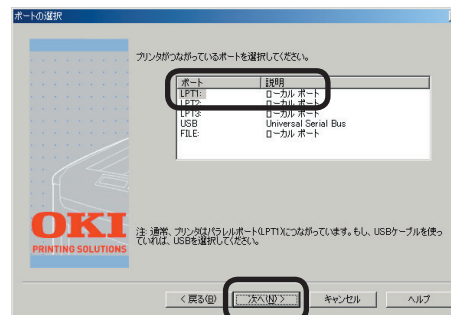 ポートの選択
プリンタがつながっているポートを選択してください。
ポート 説明
LPT1: ローカル ポート
LPT2: ローカル ポート
LPT3: ローカル ポート
USB Universal Serial Bus
FILE: ローカル ポート
OKI
PRINTING SOLUTIONS
注: 通常、プリンタはパラレルポート(LPT1)につながっています。もし、USBケーブルを使っ
ていれば、USBを選択してください。
< 戻る(B) 次へ(N) > キャンセル ヘルプ